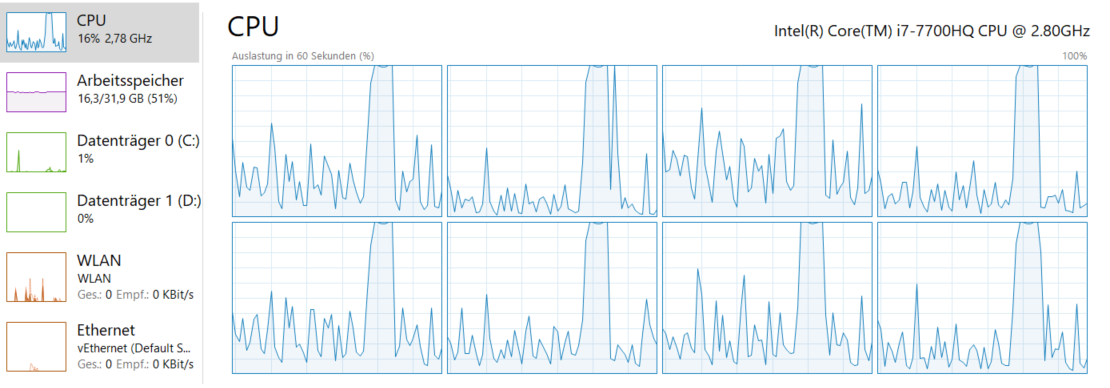 CPU
16% 2,78 GHz
Arbeitsspeicher
16,3/31,9 GB (51%)
Datenträger 0 (C:)
1%
Datenträger 1 (D:)
0%
WLAN
WLAN
Ges.: 0 Empf.: 0 KBit/s
Ethernet
vEthernet (Default S...
Ges.: 0 Empf.: 0 KBit/s
CPU
Intel(R) Core(TM) i7-7700HQ CPU @ 2.80GHz
Auslastung in 60 Sekunden (%)
100%